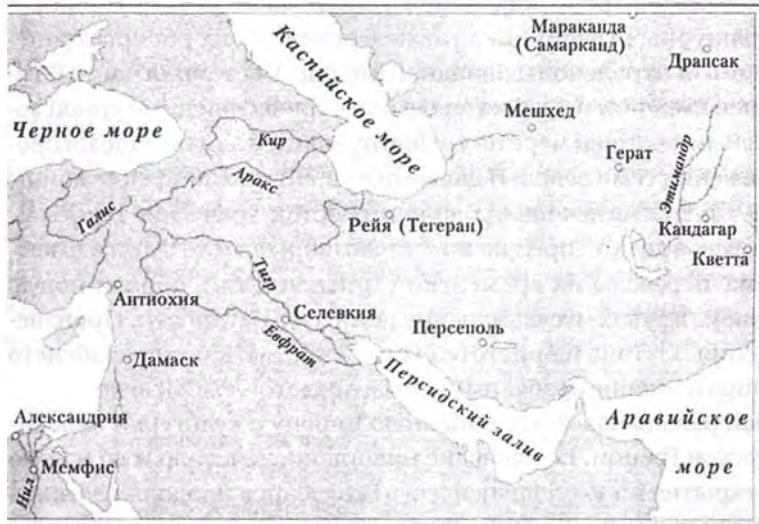 Мараканда
(Самарканд)
Драпсак
Каспийское море
Мешхед
Черное море
Кир
Герат
Этимандр
Аракс
Галис
Рейя (Тегеран)
Кандагар
Кветта
Тигр
Антиохия
Селевкия
Персеполь
Евфрат
Дамаск
Персидский залив
Александрия
Аравийское
море
Мемфис
Нил